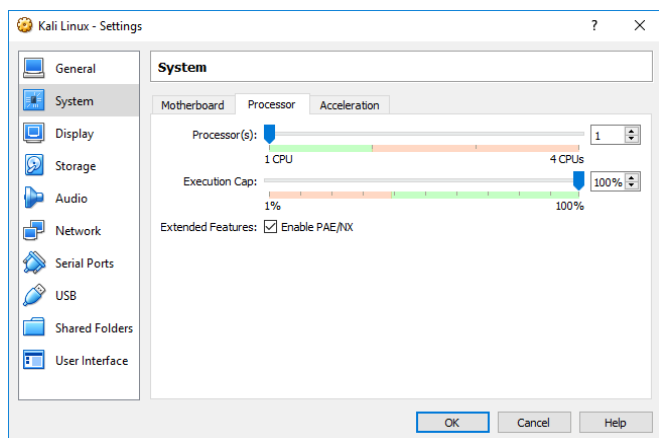 Kali Linux - Settings
?
General
System
Display
Storage
Audio
Network
Serial Ports
USB
Shared Folders
User Interface
System
Motherboard Processor Acceleration
Processor(s): 1
1 CPU 4 CPUs
Execution Cap: 100%
1% 100%
Extended Features: Enable PAE/NX
OK Cancel Help